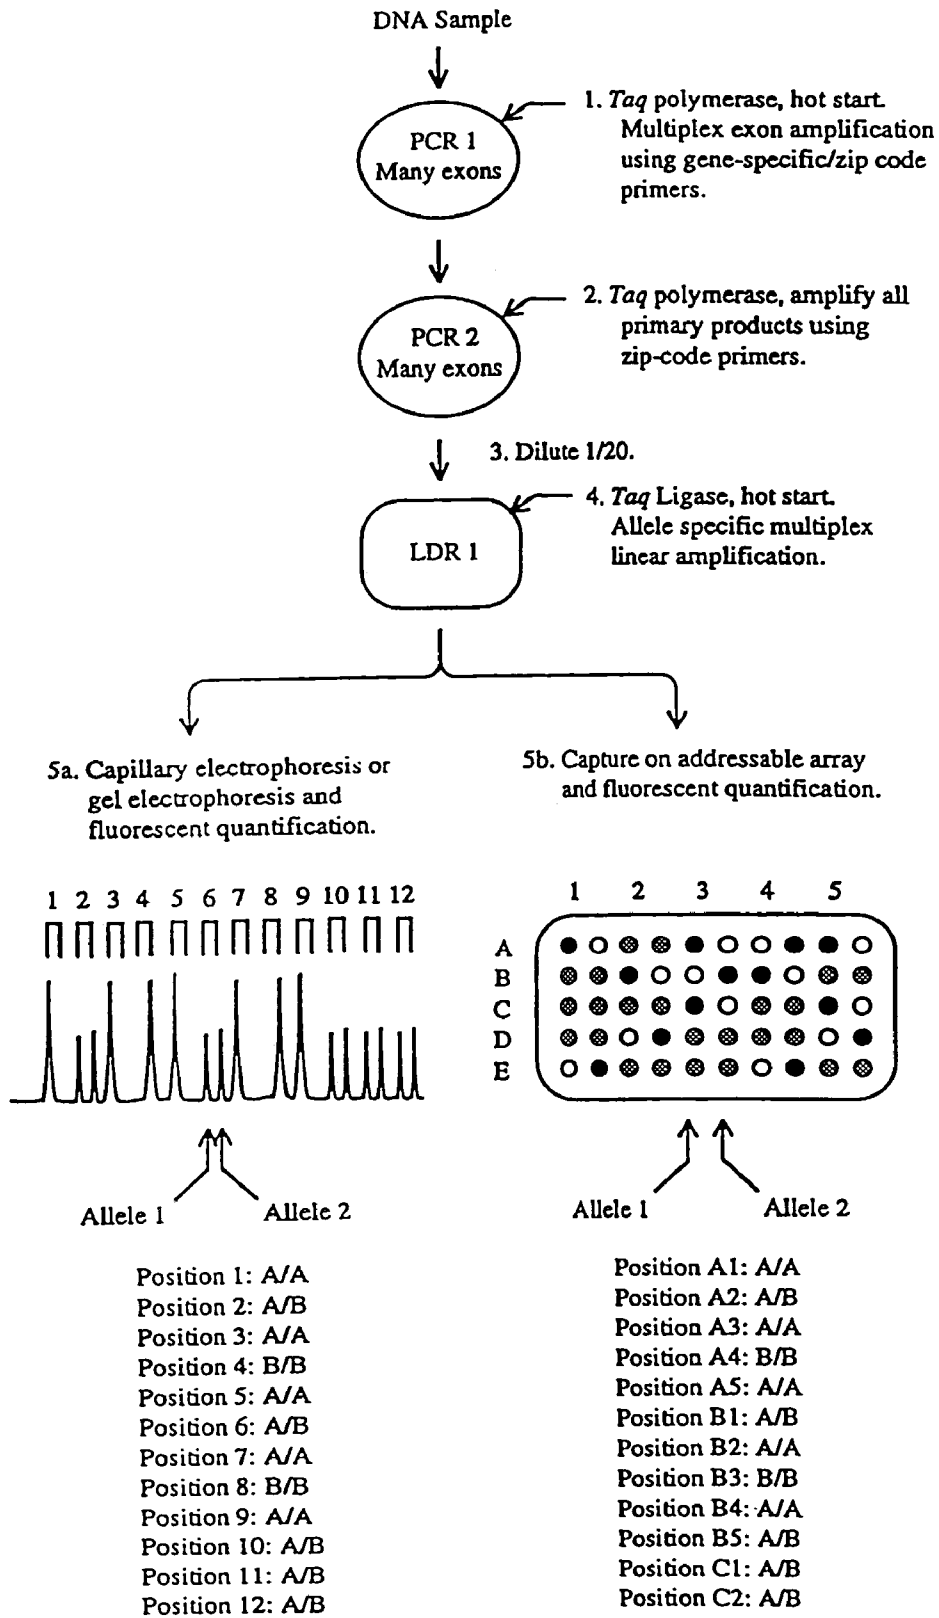 DNA Sample
PCR 1
Many exons
1. Taq polymerase, hot start.
Multiplex exon amplification
using gene-specific/zip code
primers.
PCR 2
Many exons
2. Taq polymerase, amplify all
primary products using
zip-code primers.
3. Dilute 1/20.
LDR 1
4. Taq Ligase, hot start.
Allele specific multiplex
linear amplification.
5a. Capillary electrophoresis or
gel electrophoresis and
fluorescent quantification.
1 2 3 4 5 6 7 8 9 10 11 12
Allele 1 Allele 2
Position 1: A/A
Position 2: A/B
Position 3: A/A
Position 4: B/B
Position 5: A/A
Position 6: A/B
Position 7: A/A
Position 8: B/B
Position 9: A/A
Position 10: A/B
Position 11: A/B
Position 12: A/B
5b. Capture on addressable array
and fluorescent quantification.
1 2 3 4 5
A
B
C
D
E
Allele 1 Allele 2
Position A1: A/A
Position A2: A/B
Position A3: A/A
Position A4: B/B
Position A5: A/A
Position B1: A/B
Position B2: A/A
Position B3: B/B
Position B4: A/A
Position B5: A/B
Position C1: A/B
Position C2: A/B